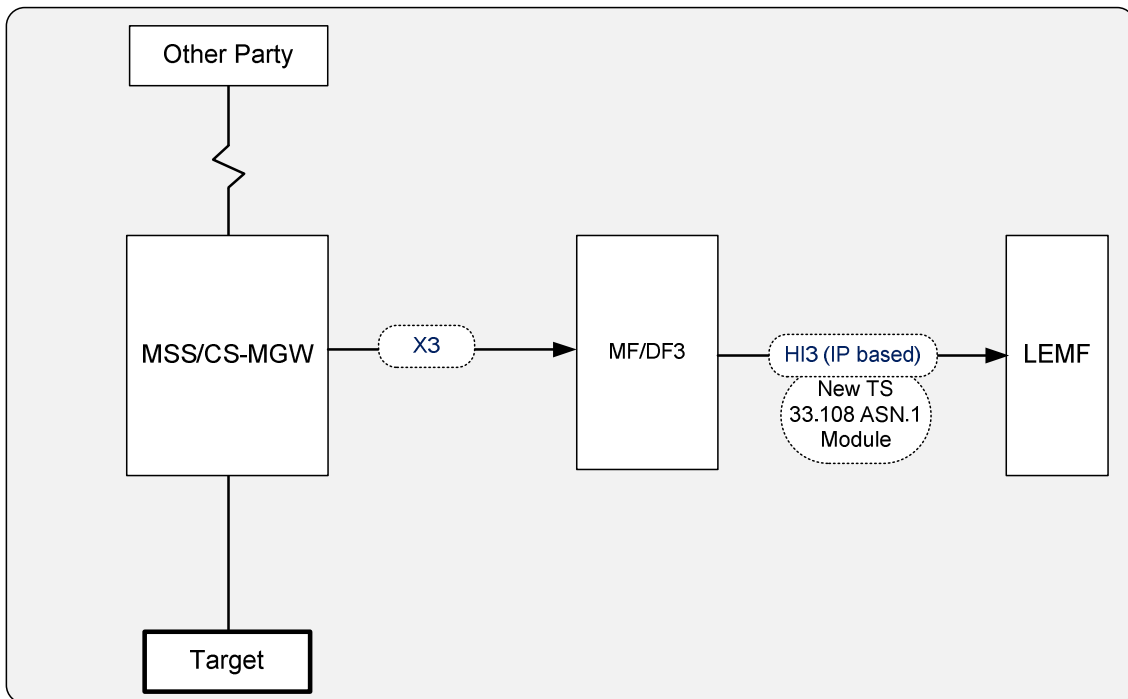 Other Party
MSS/CS-MGW
X3
MF/DF3
HI3 (IP based)
New TS
33.108 ASN.1
Module
LEMF
Target